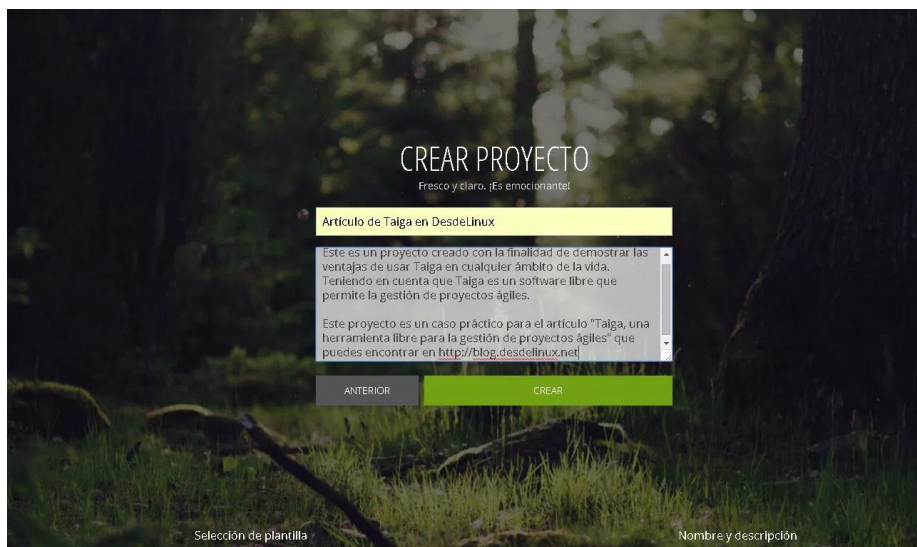 CREAR PROYECTO
Fresco y claro. ¡Es emocionante!
Artículo de Taiga en DesdeLinux
Este es un proyecto creado con la finalidad de demostrar las
ventajas de usar Taiga en cualquier ámbito de la vida.
Teniendo en cuenta que Taiga es un software libre que
permite la gestión de proyectos ágiles.
Este proyecto es un caso práctico para el artículo "Taiga, una
herramienta libre para la gestión de proyectos ágiles" que
puedes encontrar en http://blog.desdelinux.net
ANTERIOR
CREAR
Selección de plantilla
Nombre y descripción